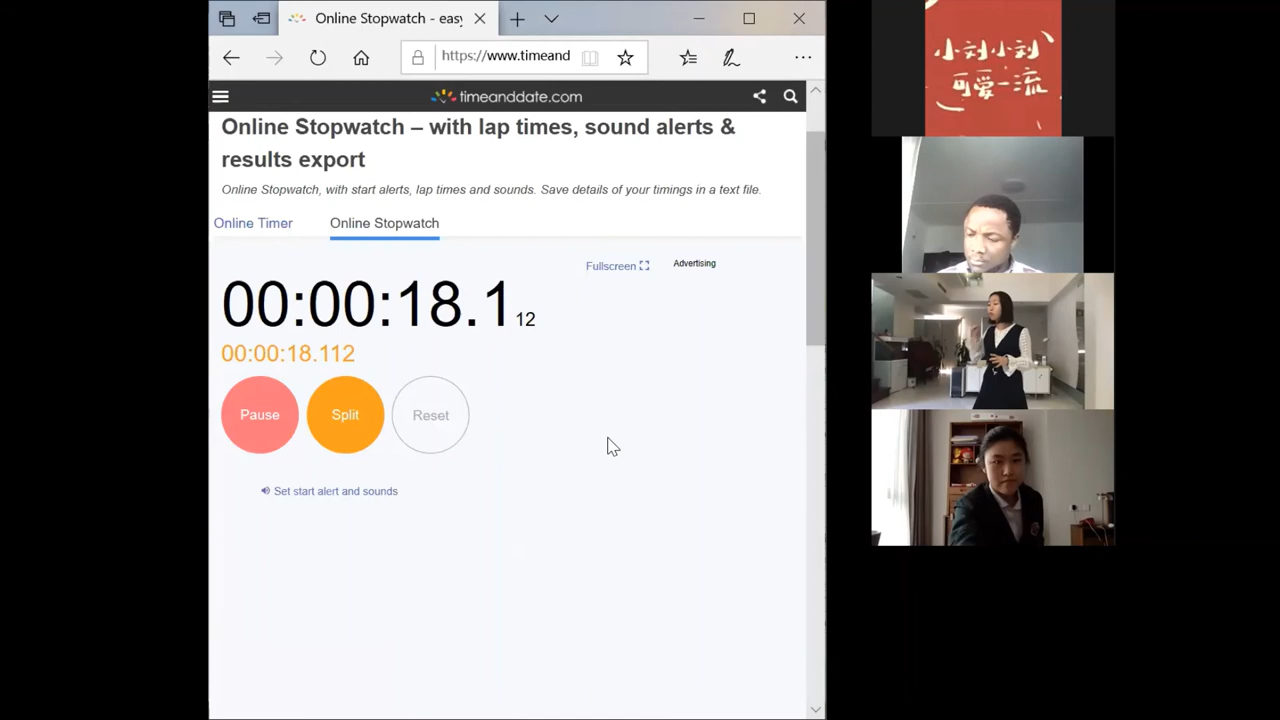 Online Stopwatch - easy
https://www.timeand
timeanddate.com
Online Stopwatch – with lap times, sound alerts &
results export
Online Stopwatch, with start alerts, lap times and sounds. Save details of your timings in a text file.
Online Timer
Online Stopwatch
Fullscreen
Advertising
00:00:18.112
00:00:18.112
Pause
Split
Reset
Set start alert and sounds
小刘小刘
可爱一流